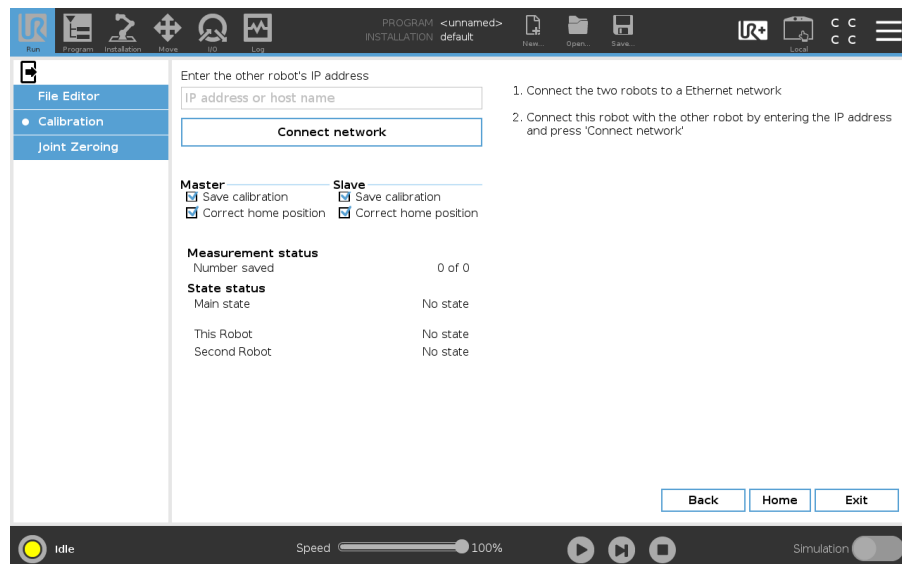 PROGRAM <unnamed>
INSTALLATION default
UR
UR+
C C
C C
Run
Program
Installation
Move
I/O
Log
New...
Open...
Save...
Local
File Editor
Calibration
Joint Zeroing
Enter the other robot's IP address
IP address or host name
Connect network
Master
Slave
Save calibration
Save calibration
Correct home position
Correct home position
Measurement status
Number saved 0 of 0
State status
Main state No state
This Robot No state
Second Robot No state
1. Connect the two robots to a Ethernet network
2. Connect this robot with the other robot by entering the IP address
and press 'Connect network'
Back
Home
Exit
Idle
Speed
100%
Simulation